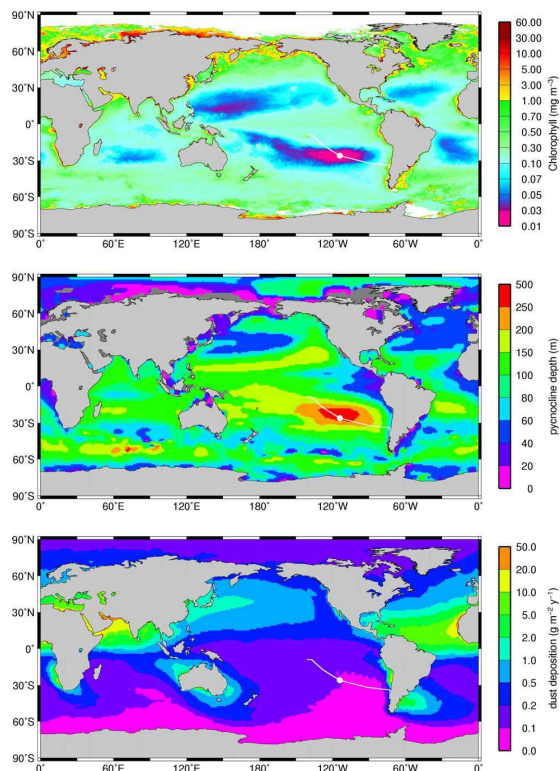 90°N
60°N
30°N
0°
30°S
60°S
90°S
0° 60°E 120°E 180° 120°W 60°W 0°
60.00
30.00
10.00
5.00
3.00
1.00
0.50
0.30
0.10
0.07
0.05
0.03
0.01
Chlorophyll (mg m⁻³)
90°N
60°N
30°N
0°
30°S
60°S
90°S
0° 60°E 120°E 180° 120°W 60°W 0°
500
250
200
150
100
80
60
40
20
0
pycnocline depth (m)
90°N
60°N
30°N
0°
30°S
60°S
90°S
0° 60°E 120°E 180° 120°W 60°W 0°
50.0
20.0
10.0
5.0
2.0
1.0
0.5
0.2
0.1
0.0
dust deposition (g m⁻² y⁻¹)